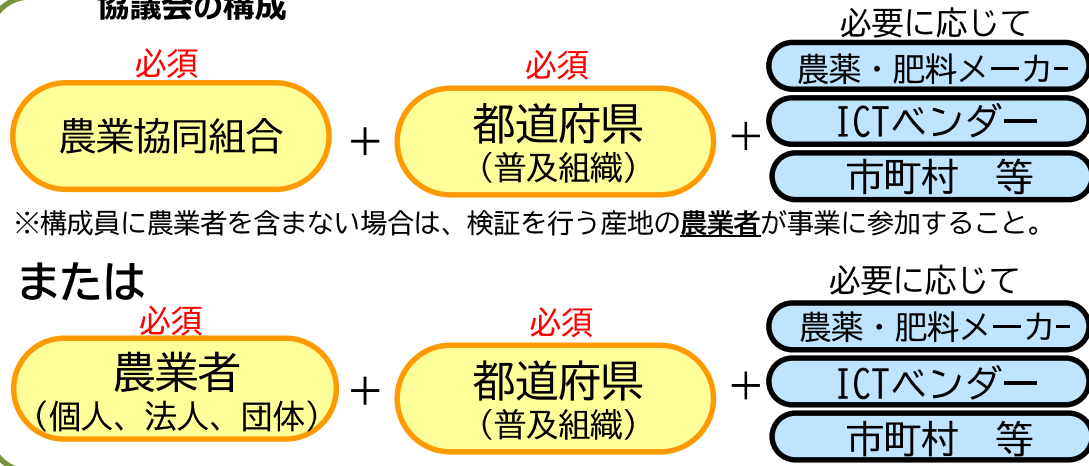 協議会の構成
必要に応じて
必須
必須
農薬・肥料メーカー
農業協同組合
+
都道府県
(普及組織)
+
ICTベンダー
市町村　等
※構成員に農業者を含まない場合は、検証を行う産地の農業者が事業に参加すること。
または
必要に応じて
必須
必須
農薬・肥料メーカー
農業者
(個人、法人、団体)
+
都道府県
(普及組織)
+
ICTベンダー
市町村　等